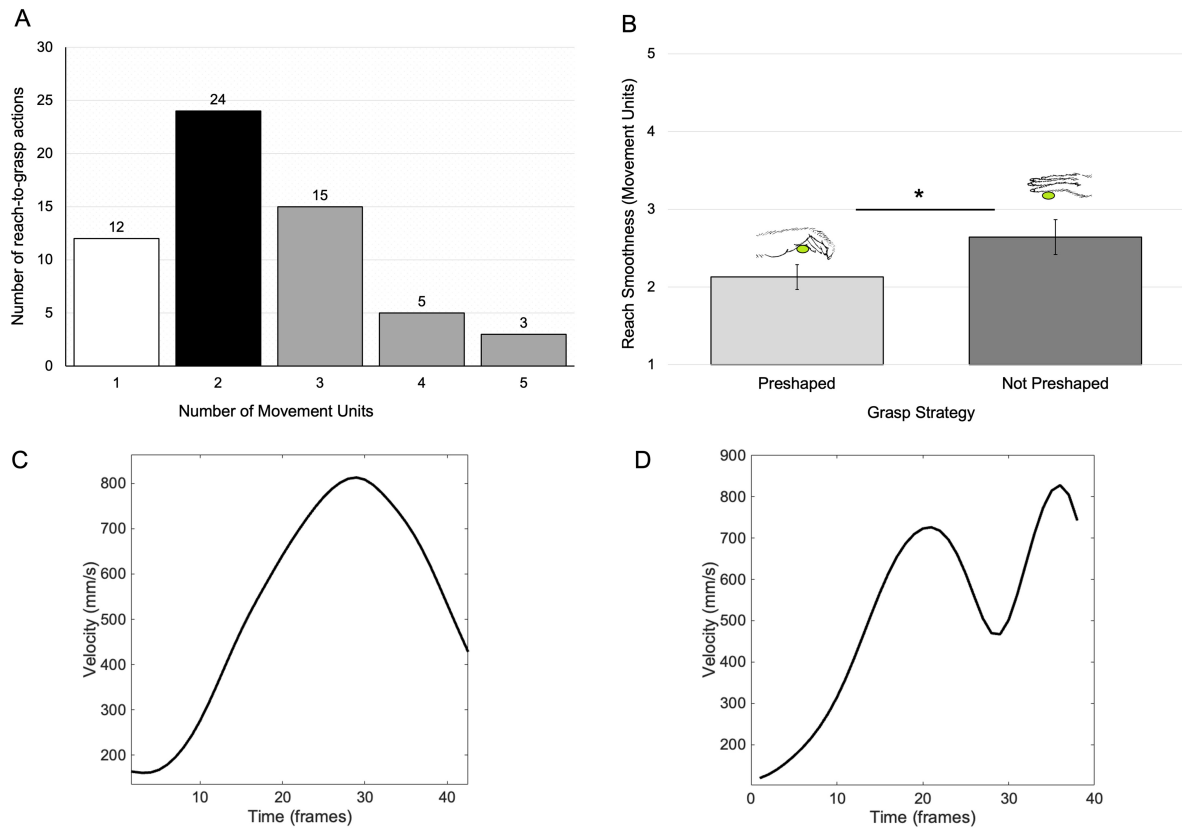 A
Number of reach-to-grasp actions
30
25
20
15
10
5
0
12
24
15
5
3
1 2 3 4 5
Number of Movement Units
B
Reach Smoothness (Movement Units)
5
4
3
2
1
*
Preshaped Not Preshaped
Grasp Strategy
C
Velocity (mm/s)
800
700
600
500
400
300
200
10 20 30 40
Time (frames)
D
Velocity (mm/s)
900
800
700
600
500
400
300
200
0 10 20 30 40
Time (frames)